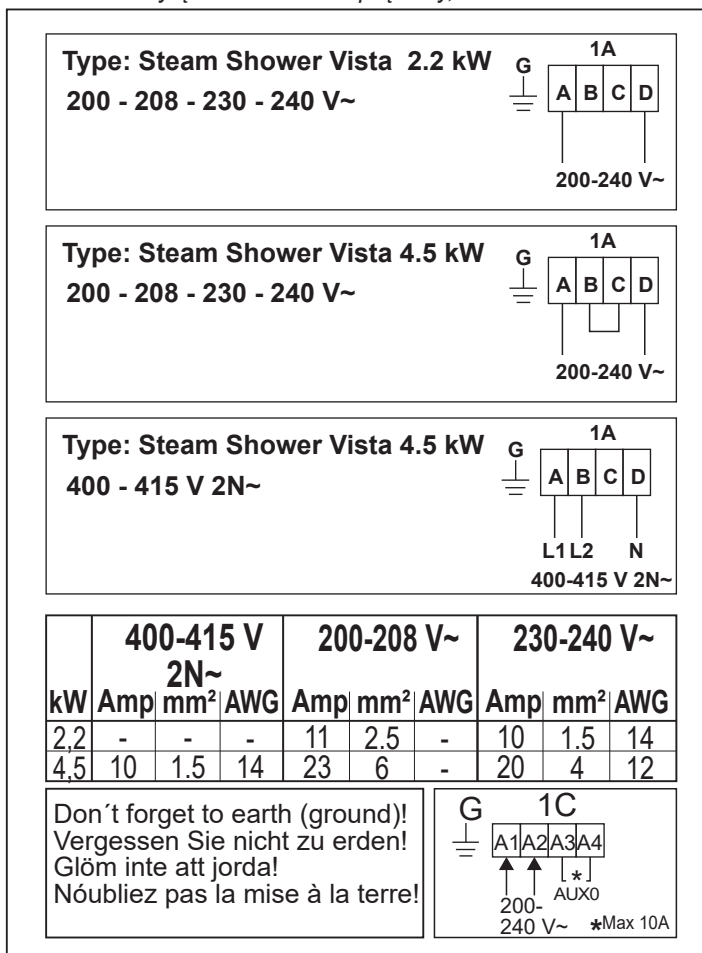 Type: Steam Shower Vista 2.2 kW
200 - 208 - 230 - 240 V~
G
1A
A B C D
200-240 V~
Type: Steam Shower Vista 4.5 kW
200 - 208 - 230 - 240 V~
G
1A
A B C D
200-240 V~
Type: Steam Shower Vista 4.5 kW
400 - 415 V 2N~
G
1A
A B C D
L1 L2 N
400-415 V 2N~
400-415 V 2N~ 200-208 V~ 230-240 V~
kW Amp mm² AWG Amp mm² AWG Amp mm² AWG
2,2 - - - 11 2.5 - 10 1.5 14
4,5 10 1.5 14 23 6 - 20 4 12
Don´t forget to earth (ground)!
Vergessen Sie nicht zu erden!
Glöm inte att jorda!
Nóubliez pas la mise à la terre!
G 1C
A1 A2 A3 A4
*
AUX0
200-
240 V~ *Max 10A